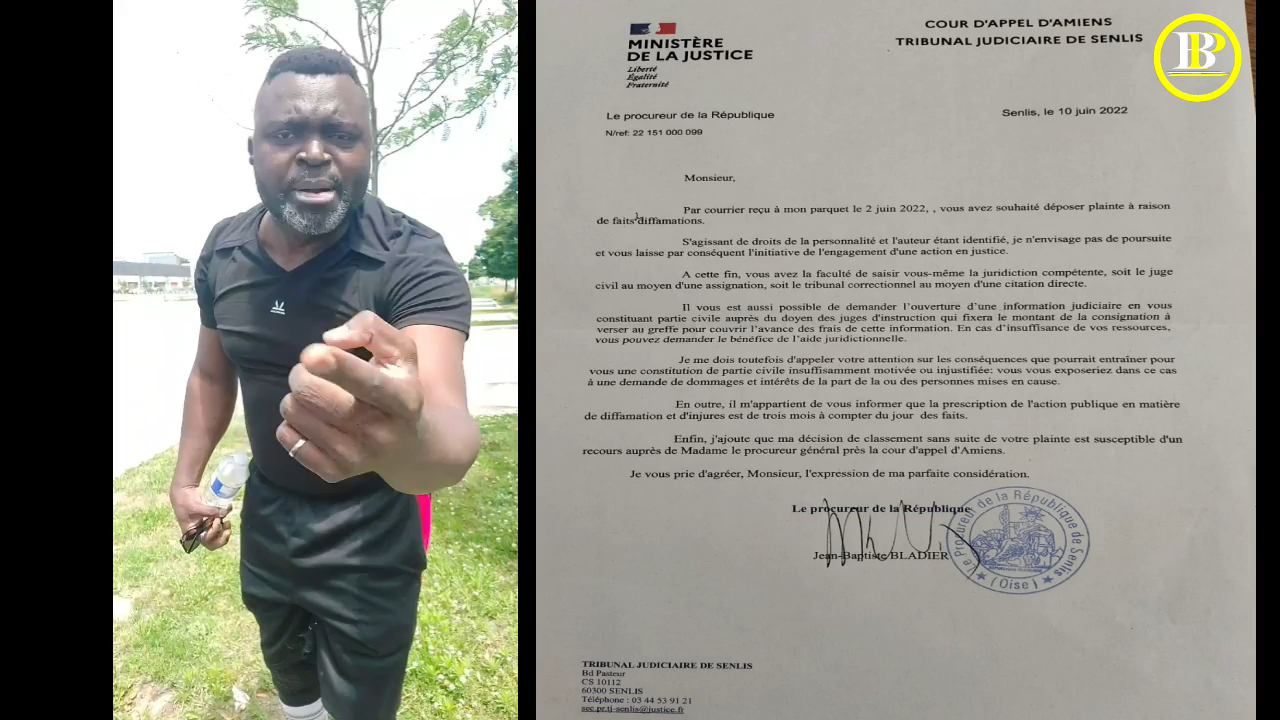 MINISTÈRE
DE LA JUSTICE
Liberté
Égalité
Fraternité
COUR D'APPEL D'AMIENS
TRIBUNAL JUDICIAIRE DE SENLIS
BP
Le procureur de la République
N/ref: 22 151 000 099
Senlis, le 10 juin 2022
Monsieur,
Par courrier reçu à mon parquet le 2 juin 2022, , vous avez souhaité déposer plainte à raison
de faits diffamations.
S'agissant de droits de la personnalité et l'auteur étant identifié, je n'envisage pas de poursuite
et vous laisse par conséquent l'initiative de l'engagement d'une action en justice.
A cette fin, vous avez la faculté de saisir vous-même la juridiction compétente, soit le juge
civil au moyen d'une assignation, soit le tribunal correctionnel au moyen d'une citation directe.
Il vous est aussi possible de demander l'ouverture d'une information judiciaire en vous
constituant partie civile auprès du doyen des juges d'instruction qui fixera le montant de la consignation à
verser au greffe pour couvrir l'avance des frais de cette information. En cas d'insuffisance de vos ressources,
vous pouvez demander le bénéfice de l'aide juridictionnelle.
Je me dois toutefois d'appeler votre attention sur les conséquences que pourrait entraîner pour
vous une constitution de partie civile insuffisamment motivée ou injustifiée: vous vous exposeriez dans ce cas
à une demande de dommages et intérêts de la part de la ou des personnes mises en cause.
En outre, il m'appartient de vous informer que la prescription de l'action publique en matière
de diffamation et d'injures est de trois mois à compter du jour des faits.
Enfin, j'ajoute que ma décision de classement sans suite de votre plainte est susceptible d'un
recours auprès de Madame le procureur général près la cour d'appel d'Amiens.
Je vous prie d'agréer, Monsieur, l'expression de ma parfaite considération.
Le procureur de la République
Jean-Baptiste BLADIER
Le Procureur de la République de Senlis
(Oise)
TRIBUNAL JUDICIAIRE DE SENLIS
Bd Pasteur
CS 10112
60300 SENLIS
Téléphone : 03 44 53 91 21
sec.pr.tj-senlis@justice.fr